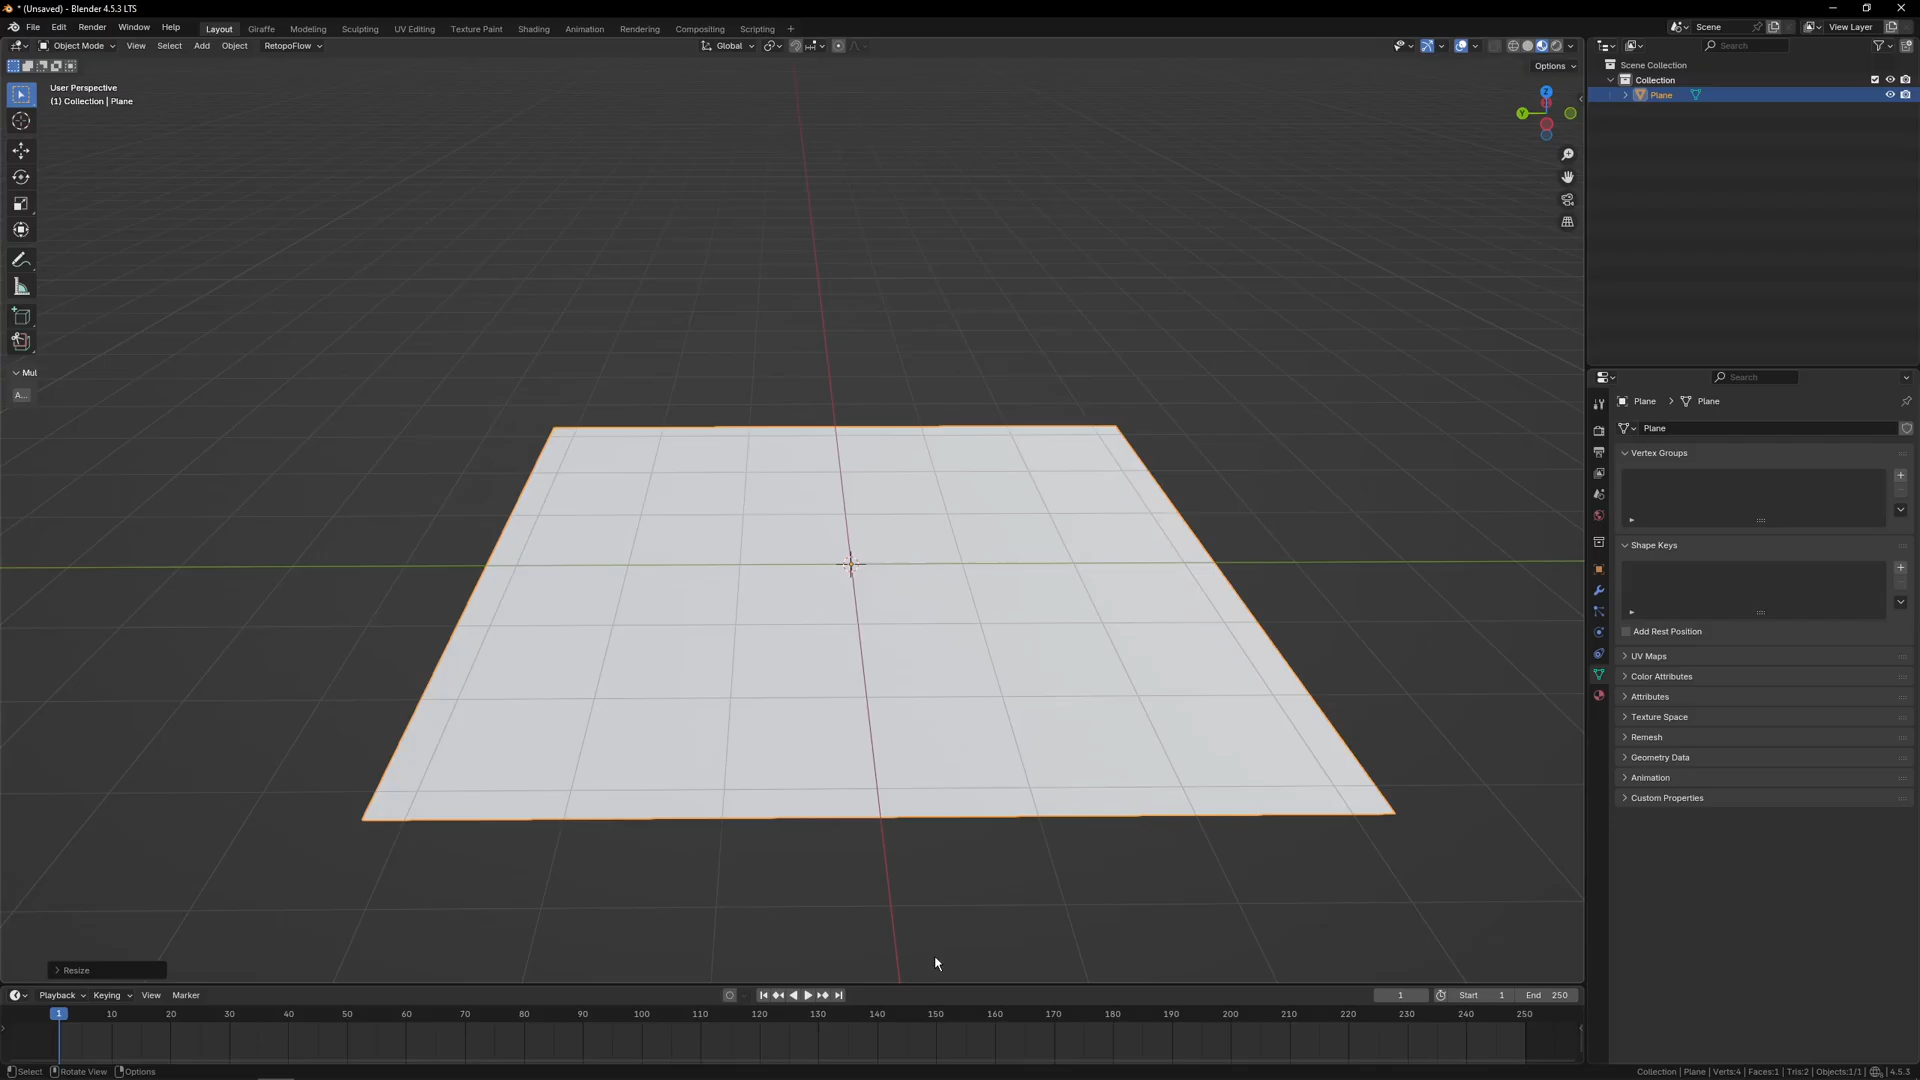 * (Unsaved) - Blender 4.5.3 LTS
File Edit Render Window Help Layout Giraffe Modeling Sculpting UV Editing Texture Paint Shading Animation Rendering Compositing Scripting + Scene View Layer
Object Mode View Select Add Object RetopoFlow Global Search
Options
User Perspective
(1) Collection | Plane
Scene Collection
Collection
Plane
Z
Y
Mul
A...
Search
Plane > Plane
Plane
Vertex Groups
Shape Keys
Add Rest Position
UV Maps
Color Attributes
Attributes
Texture Space
Remesh
Geometry Data
Animation
Custom Properties
Resize
Playback Keying View Marker 1 Start 1 End 250
1 10 20 30 40 50 60 70 80 90 100 110 120 130 140 150 160 170 180 190 200 210 220 230 240 250
Select Rotate View Options Collection | Plane | Verts:4 | Faces:1 | Tris:2 | Objects:1/1 | 4.5.3